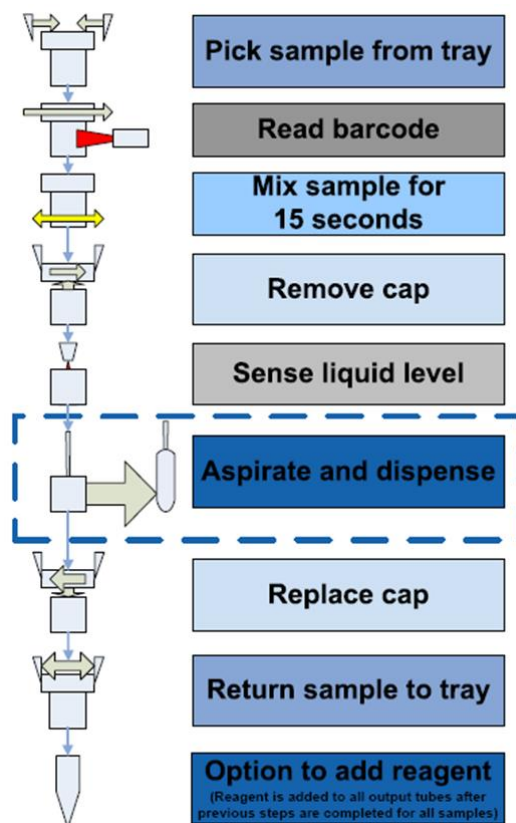 Pick sample from tray
Read barcode
Mix sample for
15 seconds
Remove cap
Sense liquid level
Aspirate and dispense
Replace cap
Return sample to tray
Option to add reagent
(Reagent is added to all output tubes after
previous steps are completed for all samples)